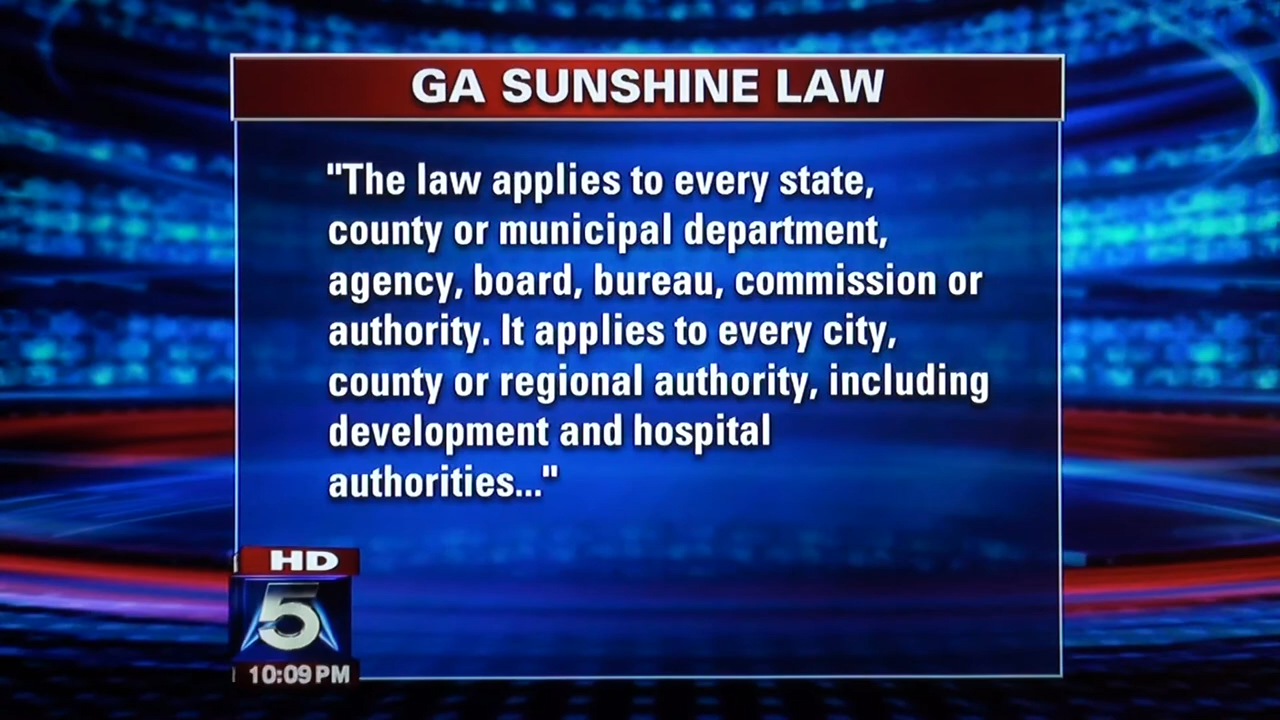 GA SUNSHINE LAW
"The law applies to every state,
county or municipal department,
agency, board, bureau, commission or
authority. It applies to every city,
county or regional authority, including
development and hospital
authorities..."
HD
5
10:09 PM